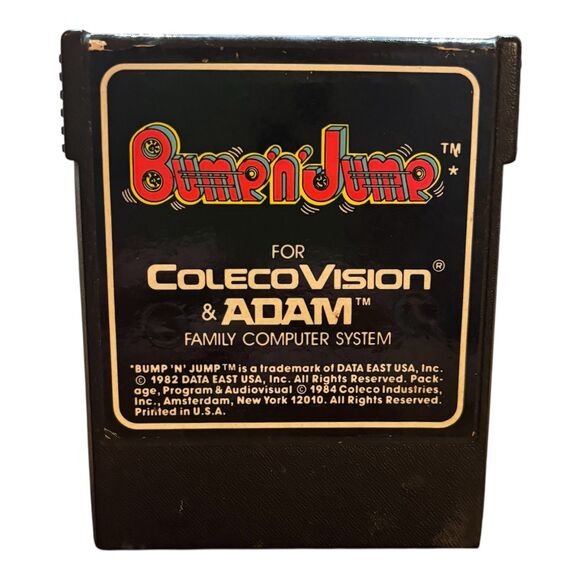 Bump 'n' Jump™*
FOR
COLECOVISION®
& ADAM™
FAMILY COMPUTER SYSTEM
*BUMP 'N' JUMP™ is a trademark of DATA EAST USA, Inc.
© 1982 DATA EAST USA, Inc. All Rights Reserved. Pack-
age, Program & Audiovisual © 1984 Coleco Industries,
Inc., Amsterdam, New York 12010. All Rights Reserved.
Printed in U.S.A.